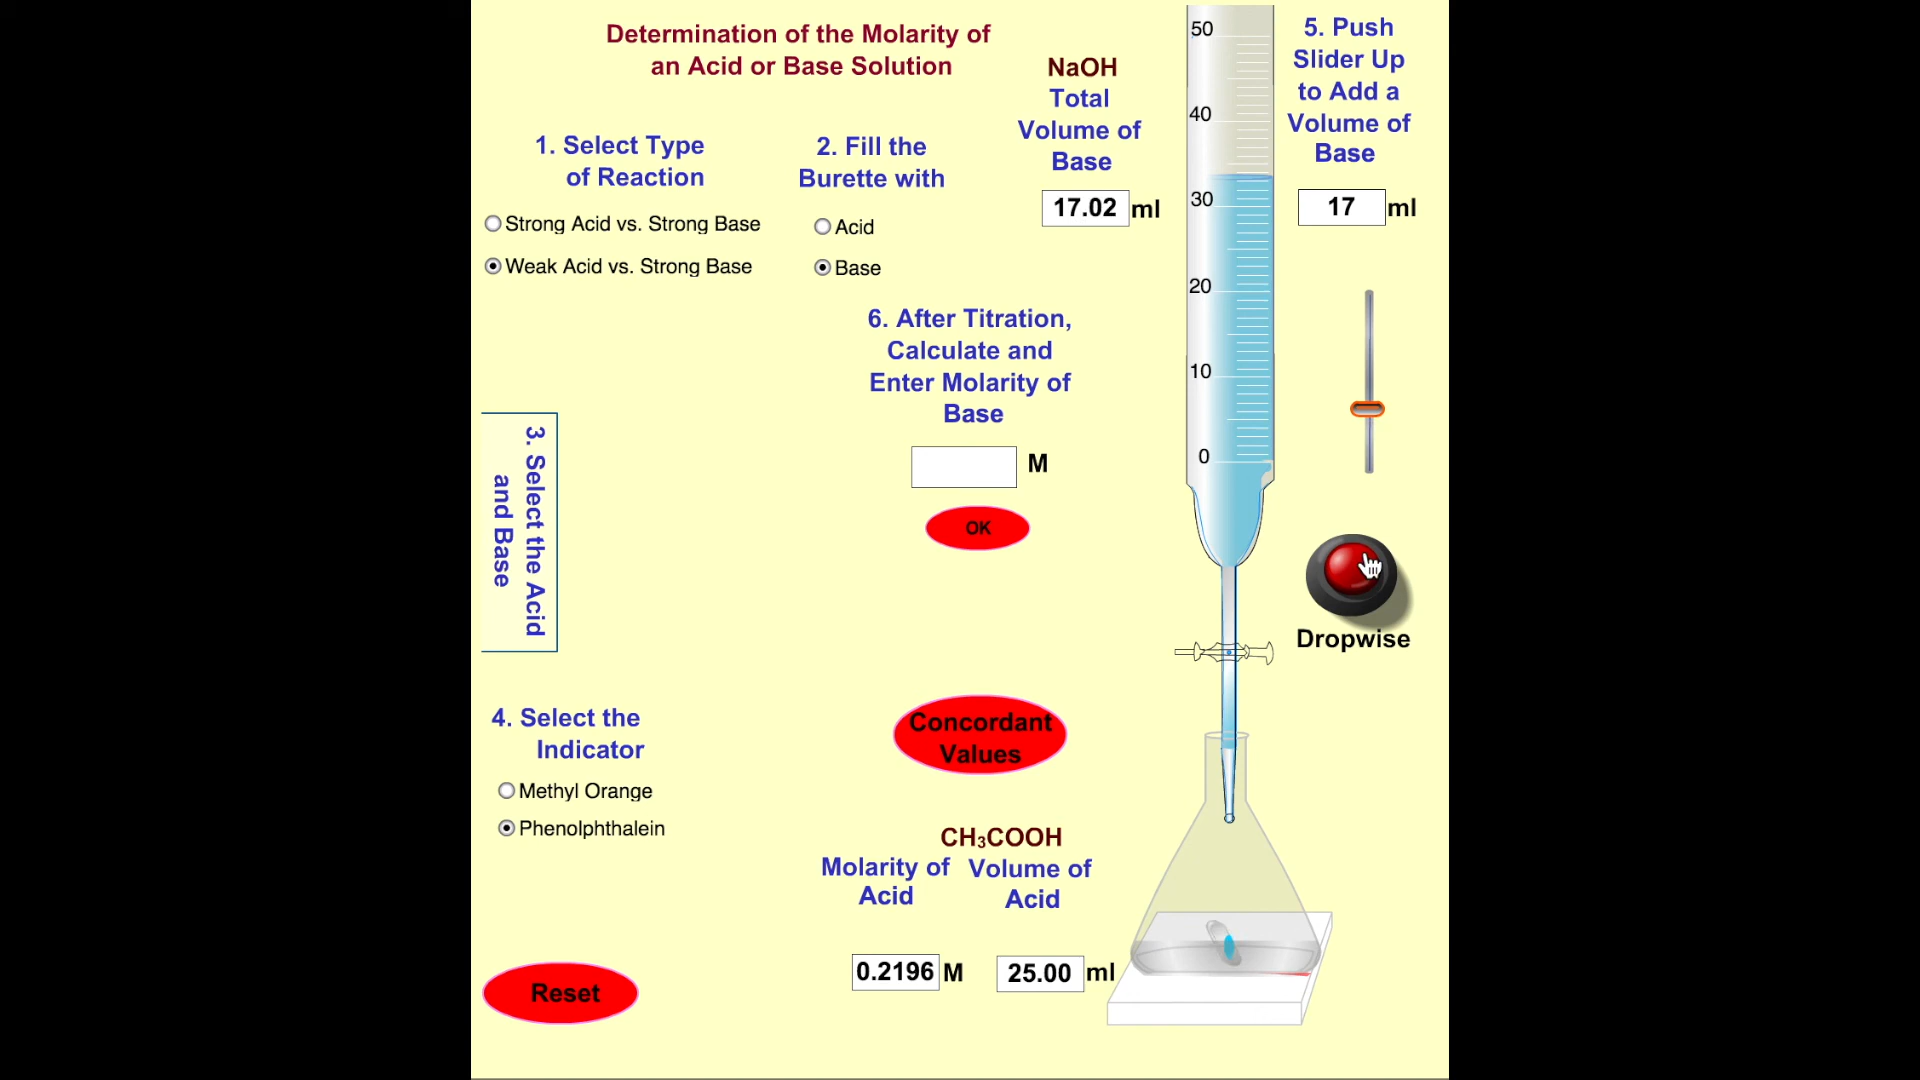 Determination of the Molarity of
an Acid or Base Solution
1. Select Type
of Reaction
Strong Acid vs. Strong Base
Weak Acid vs. Strong Base
2. Fill the
Burette with
Acid
Base
NaOH
Total
Volume of
Base
17.02 ml
50
40
30
20
10
0
5. Push
Slider Up
to Add a
Volume of
Base
17 ml
6. After Titration,
Calculate and
Enter Molarity of
Base
M
OK
3. Select the Acid
and Base
Dropwise
4. Select the
Indicator
Methyl Orange
Phenolphthalein
Concordant
Values
CH₃COOH
Molarity of
Acid
Volume of
Acid
0.2196 M
25.00 ml
Reset